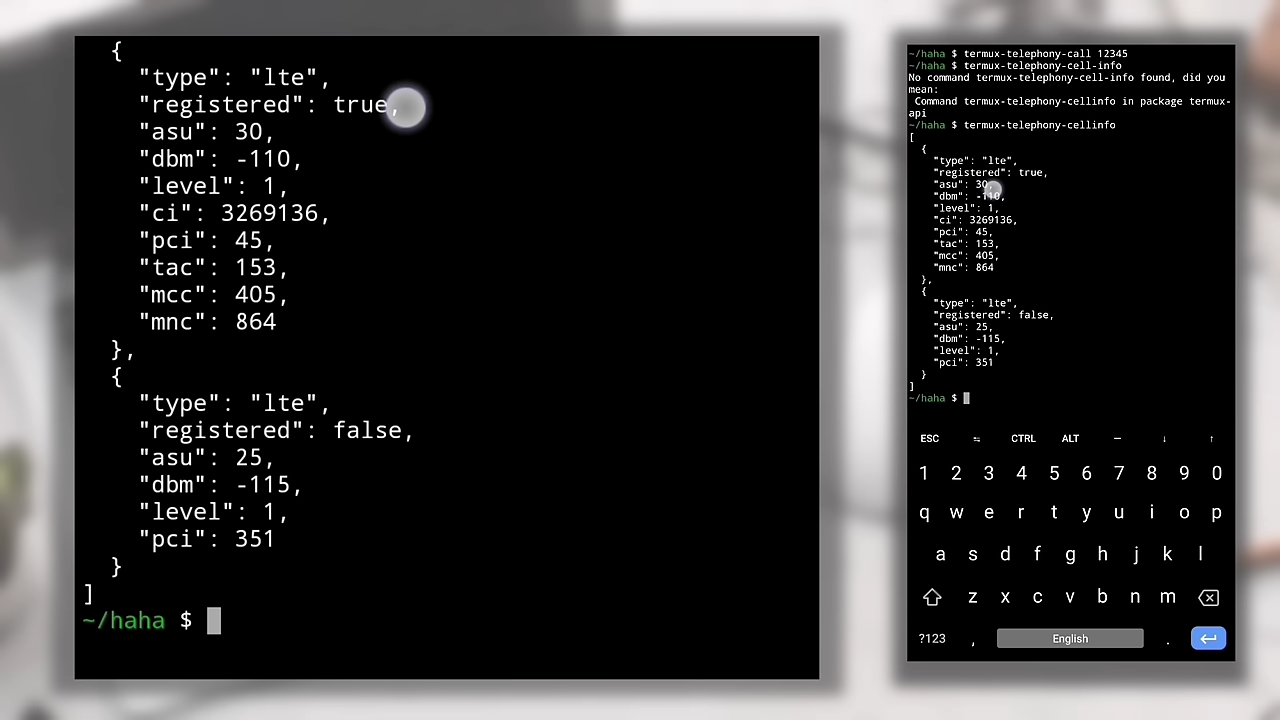 {
"type": "lte",
"registered": true,
"asu": 30,
"dbm": -110,
"level": 1,
"ci": 3269136,
"pci": 45,
"tac": 153,
"mcc": 405,
"mnc": 864
},
{
"type": "lte",
"registered": false,
"asu": 25,
"dbm": -115,
"level": 1,
"pci": 351
}
]
~/haha $
~/haha $ termux-telephony-call 12345
~/haha $ termux-telephony-cell-info
No command termux-telephony-cell-info found, did you
mean:
Command termux-telephony-cellinfo in package termux-
api
~/haha $ termux-telephony-cellinfo
[
{
"type": "lte",
"registered": true,
"asu": 30,
"dbm": -110,
"level": 1,
"ci": 3269136,
"pci": 45,
"tac": 153,
"mcc": 405,
"mnc": 864
},
{
"type": "lte",
"registered": false,
"asu": 25,
"dbm": -115,
"level": 1,
"pci": 351
}
]
~/haha $
ESC ⇆ CTRL ALT — ↓ ↑
1 2 3 4 5 6 7 8 9 0
q w e r t y u i o p
a s d f g h j k l
z x c v b n m
?123 , English .